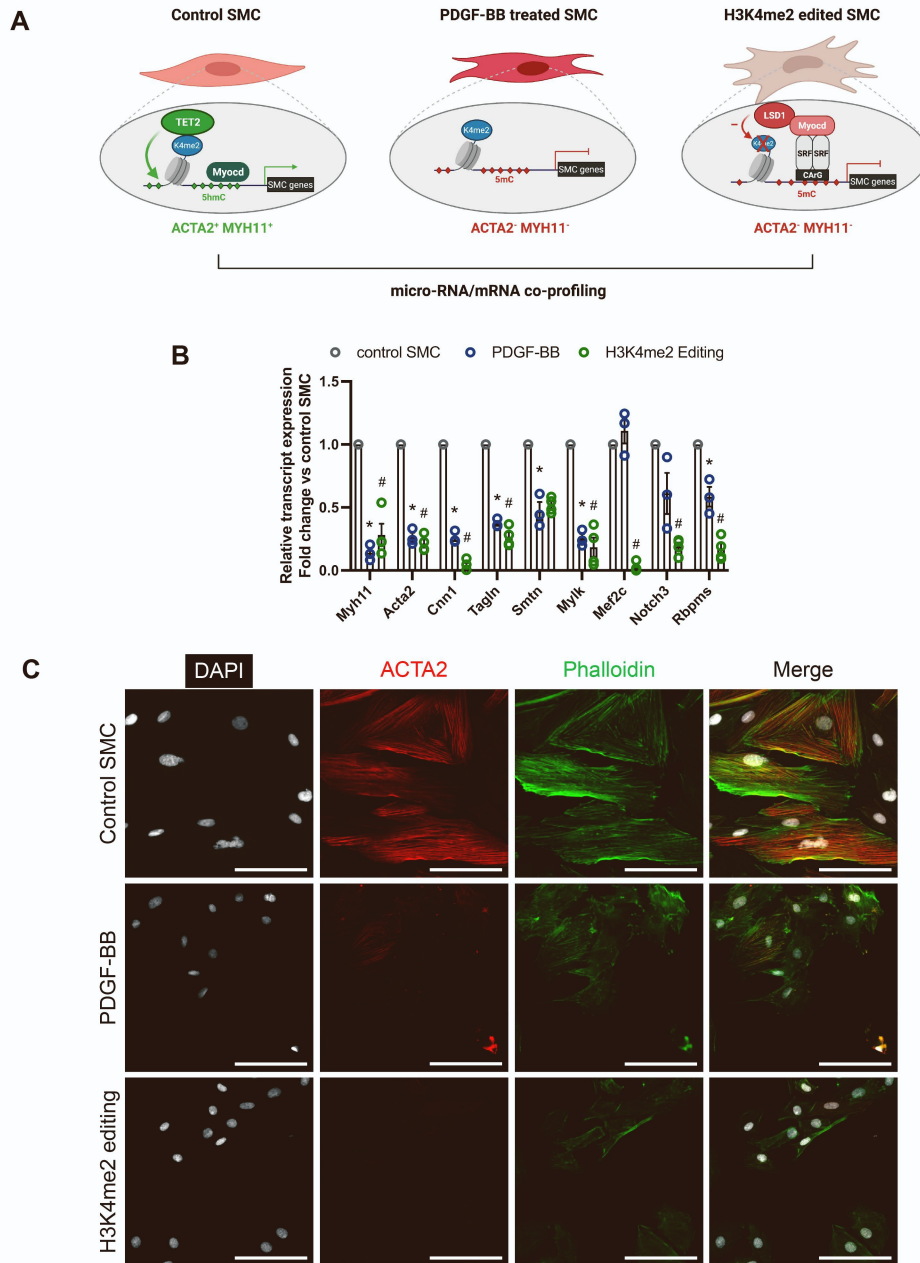 A
Control SMC
PDGF-BB treated SMC
H3K4me2 edited SMC
TET2
K4me2
Myocd
5hmC
SMC genes
K4me2
5mC
SMC genes
LSD1
–
K4me2
Myocd
SRF SRF
CArG
5mC
SMC genes
ACTA2⁺ MYH11⁺
ACTA2⁻ MYH11⁻
ACTA2⁻ MYH11⁻
micro-RNA/mRNA co-profiling
B
control SMC
PDGF-BB
H3K4me2 Editing
Relative transcript expression
Fold change vs control SMC
1.5
1.0
0.5
0.0
* # * # * # * # * * # # # * #
Myh11 Acta2 Cnn1 Tagln Smtn Mylk Mef2c Notch3 Rbpms
C
DAPI
ACTA2
Phalloidin
Merge
Control SMC
PDGF-BB
H3K4me2 editing